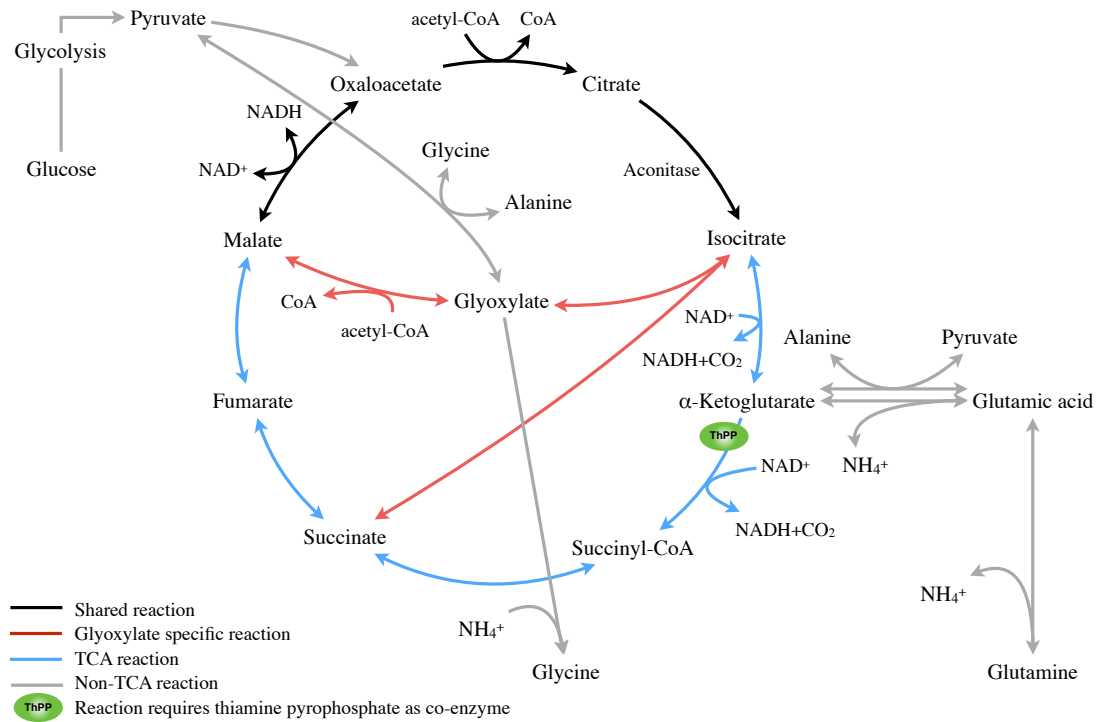 Pyruvate
acetyl-CoA
CoA
Glycolysis
Oxaloacetate
Citrate
NADH
Glucose
NAD⁺
Glycine
Aconitase
Alanine
Malate
Isocitrate
CoA
Glyoxylate
acetyl-CoA
NAD⁺
NADH+CO₂
Alanine
Pyruvate
Fumarate
α-Ketoglutarate
Glutamic acid
ThPP
NAD⁺
NH₄⁺
NADH+CO₂
Succinate
Succinyl-CoA
NH₄⁺
NH₄⁺
Glycine
Glutamine
Shared reaction
Glyoxylate specific reaction
TCA reaction
Non-TCA reaction
ThPP Reaction requires thiamine pyrophosphate as co-enzyme